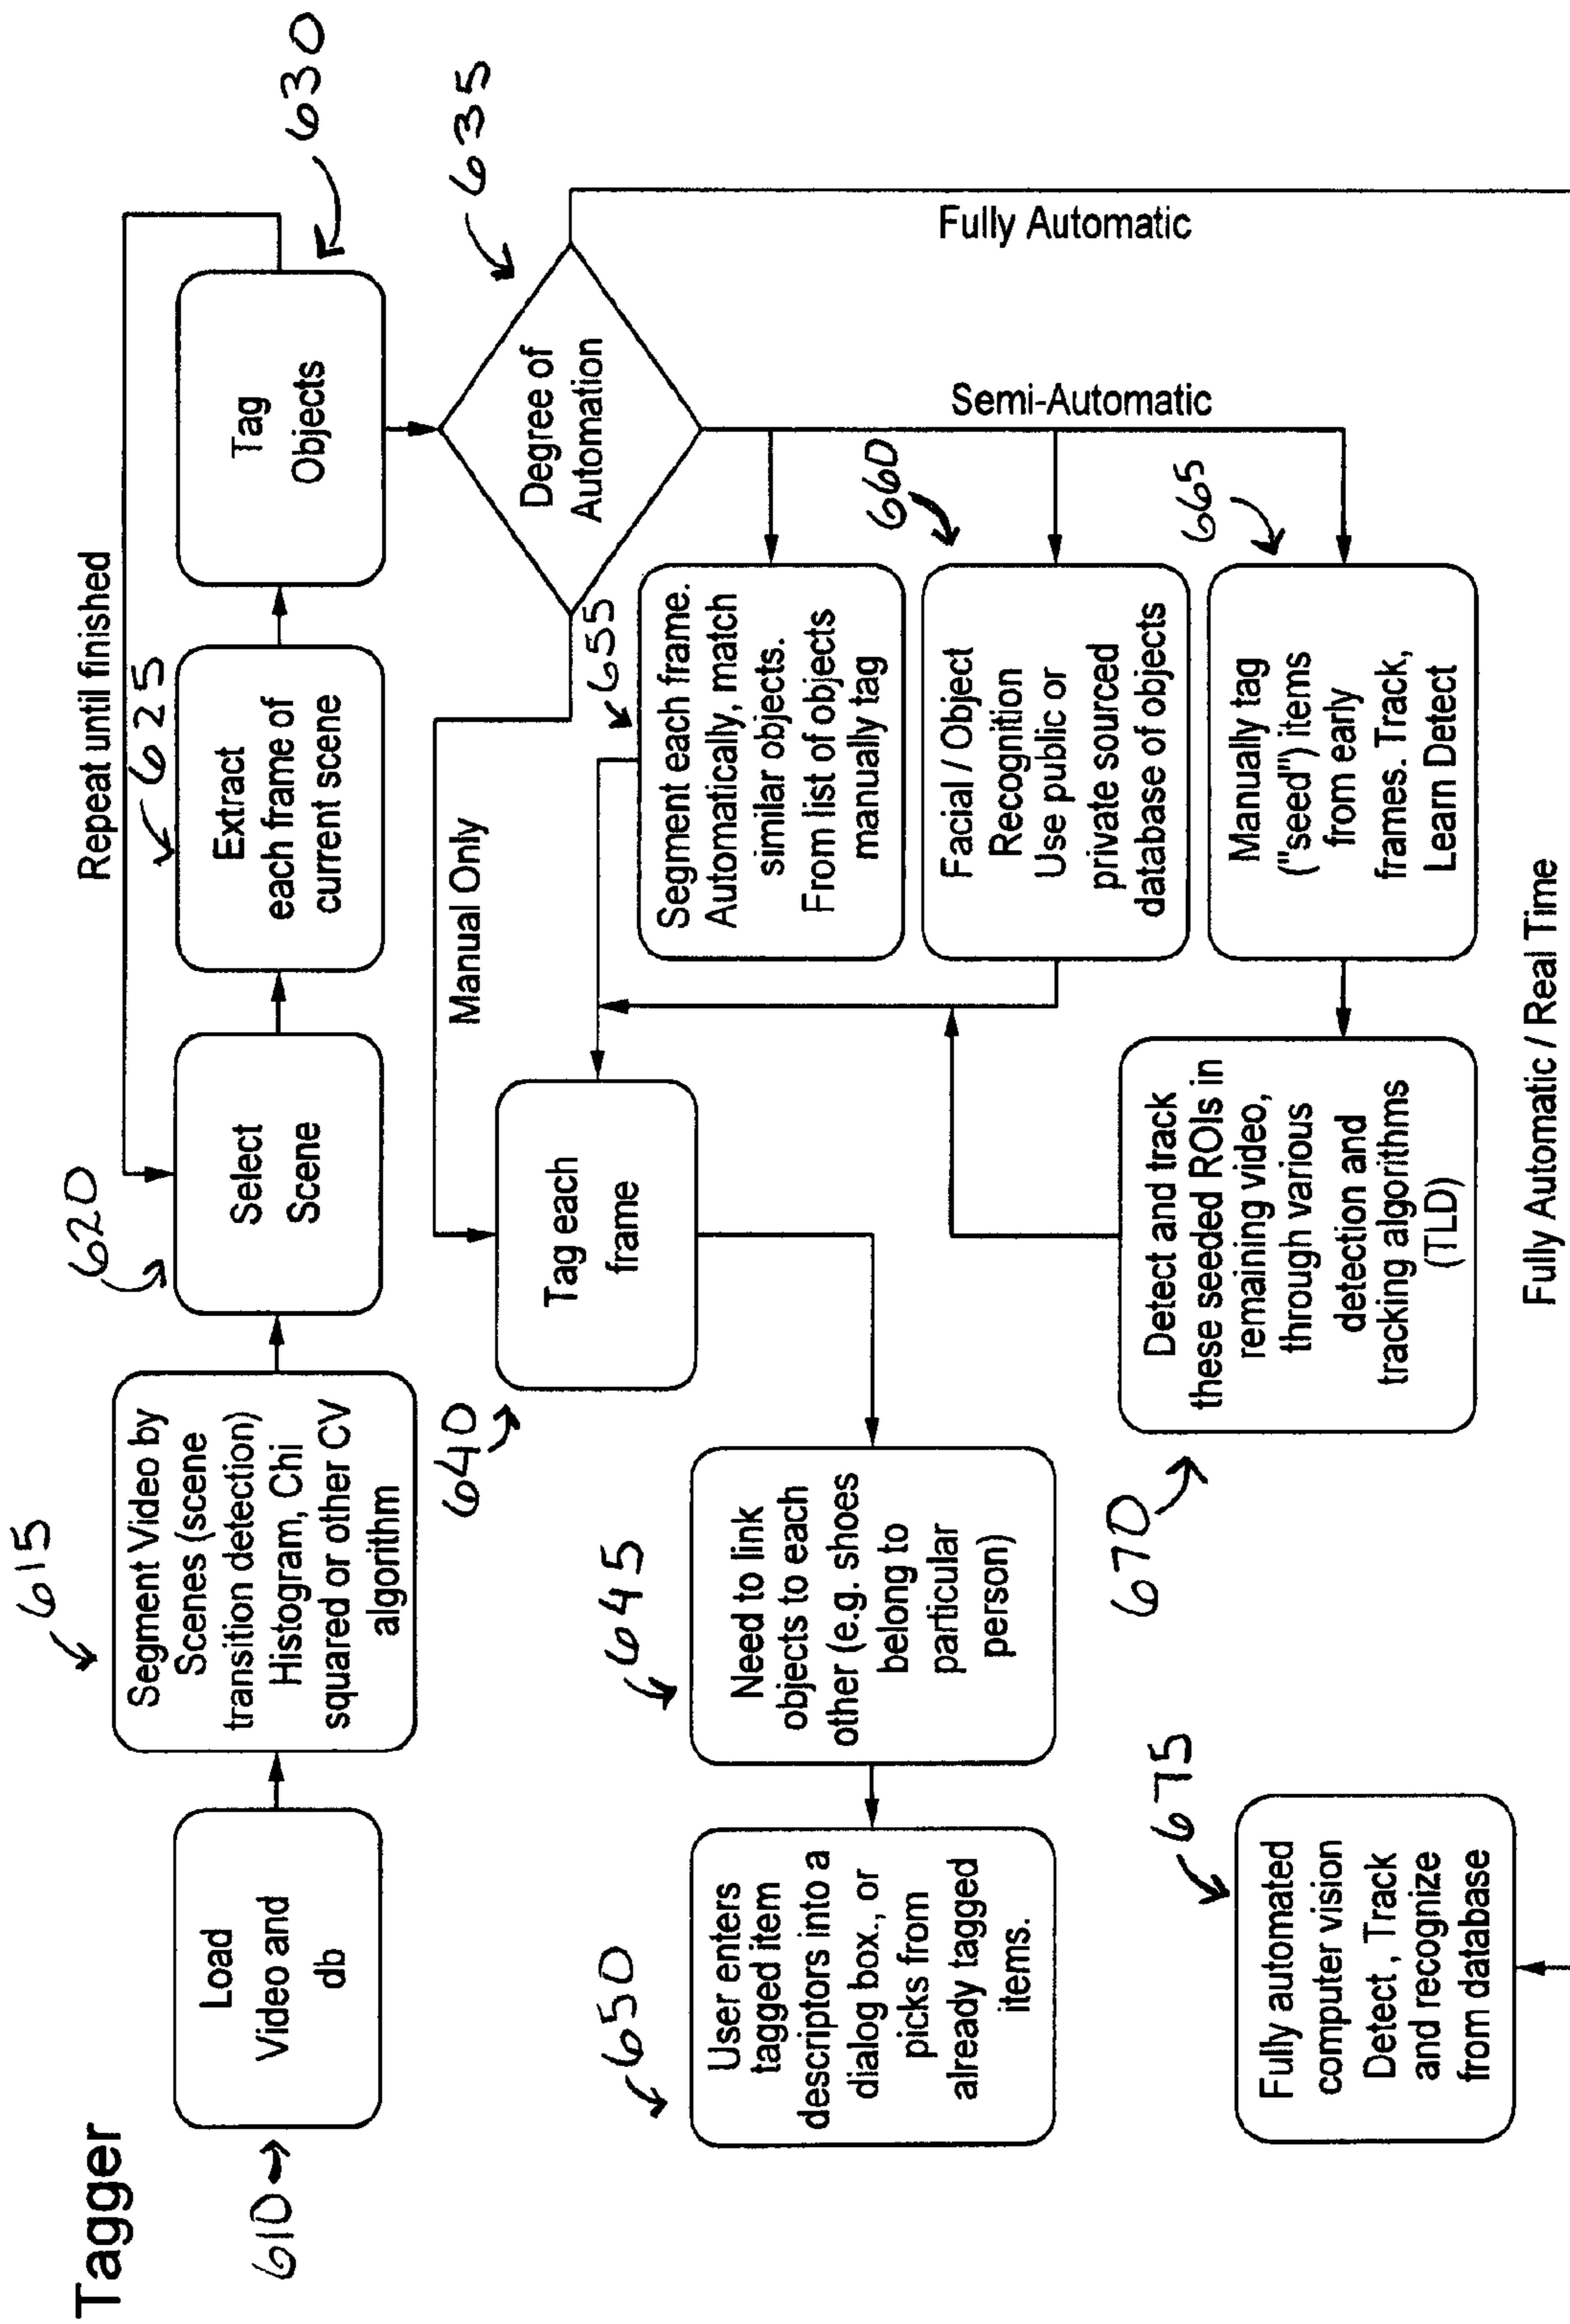 Tagger
610
Load
Video and
db
615
Segment Video by
Scenes (scene
transition detection)
Histogram, Chi
squared or other CV
algorithm
620
Select
Scene
Repeat until finished
625
Extract
each frame of
current scene
630
Tag
Objects
635
Degree of
Automation
Manual Only
Semi-Automatic
Fully Automatic
640
Tag each
frame
645
Need to link
objects to each
other (e.g. shoes
belong to
particular
person)
650
User enters
tagged item
descriptors into a
dialog box., or
picks from
already tagged
items.
655
Segment each frame.
Automatically, match
similar objects.
From list of objects
manually tag
660
Facial / Object
Recognition
Use public or
private sourced
database of objects
665
Manually tag
("seed") items
from early
frames. Track,
Learn Detect
670
Detect and track
these seeded ROIs in
remaining video,
through various
detection and
tracking algorithms
(TLD)
675
Fully automated
computer vision
Detect , Track
and recognize
from database
Fully Automatic / Real Time